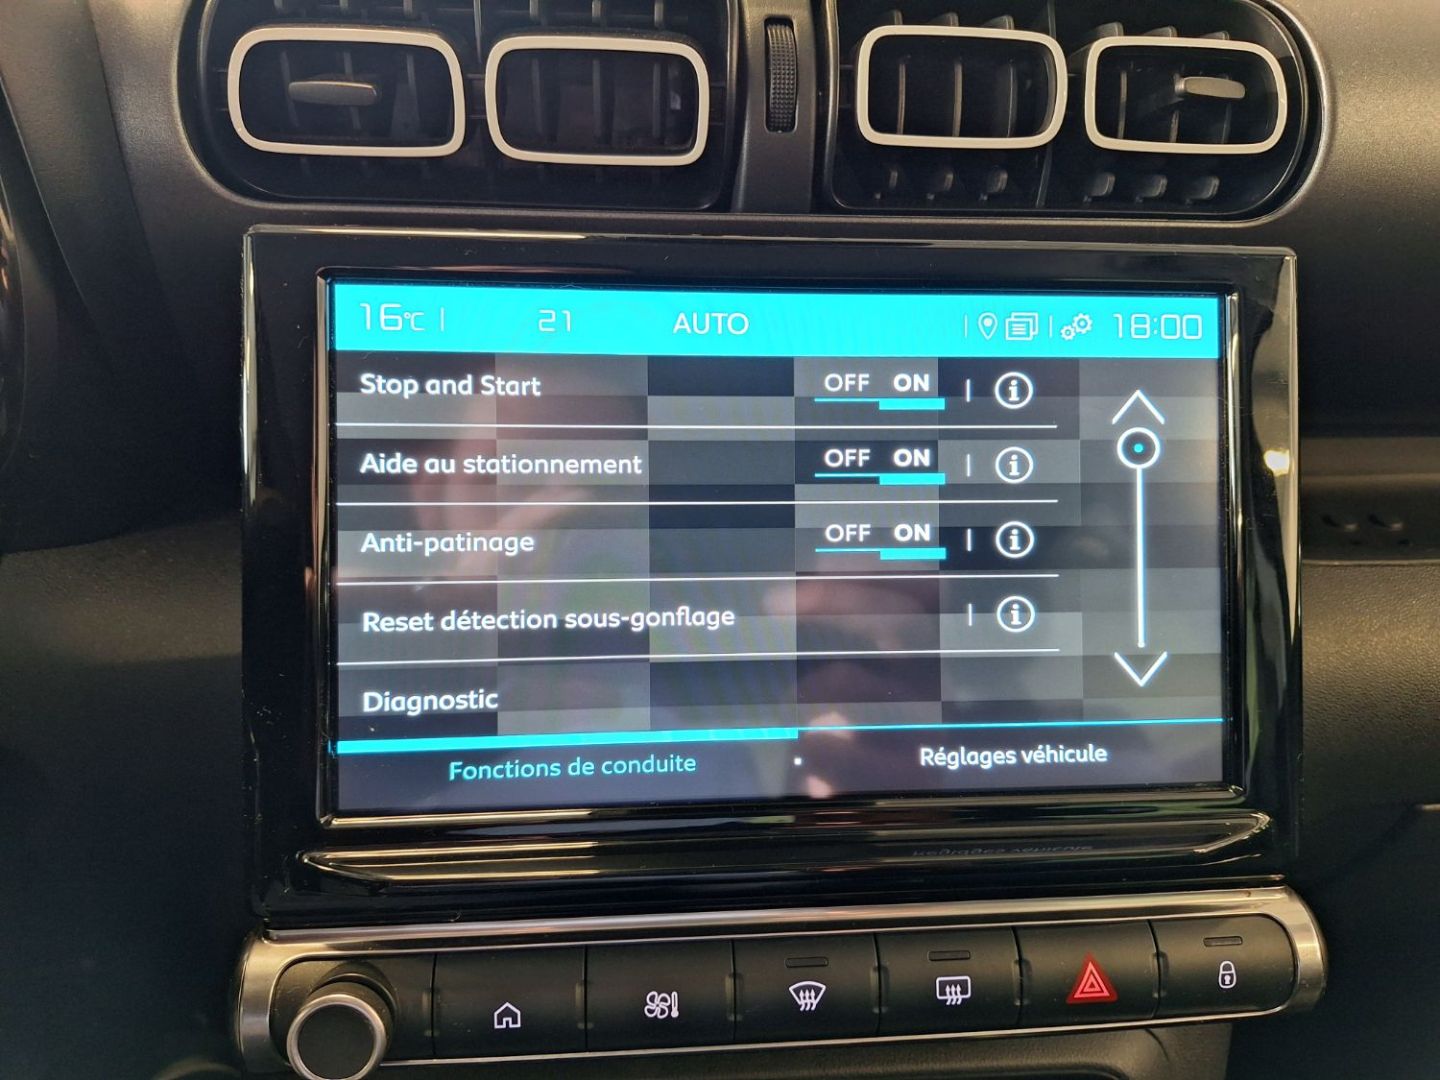 16°C 21 AUTO 18:00
Stop and Start OFF ON
Aide au stationnement OFF ON
Anti-patinage OFF ON
Reset détection sous-gonflage
Diagnostic
Fonctions de conduite Réglages véhicule